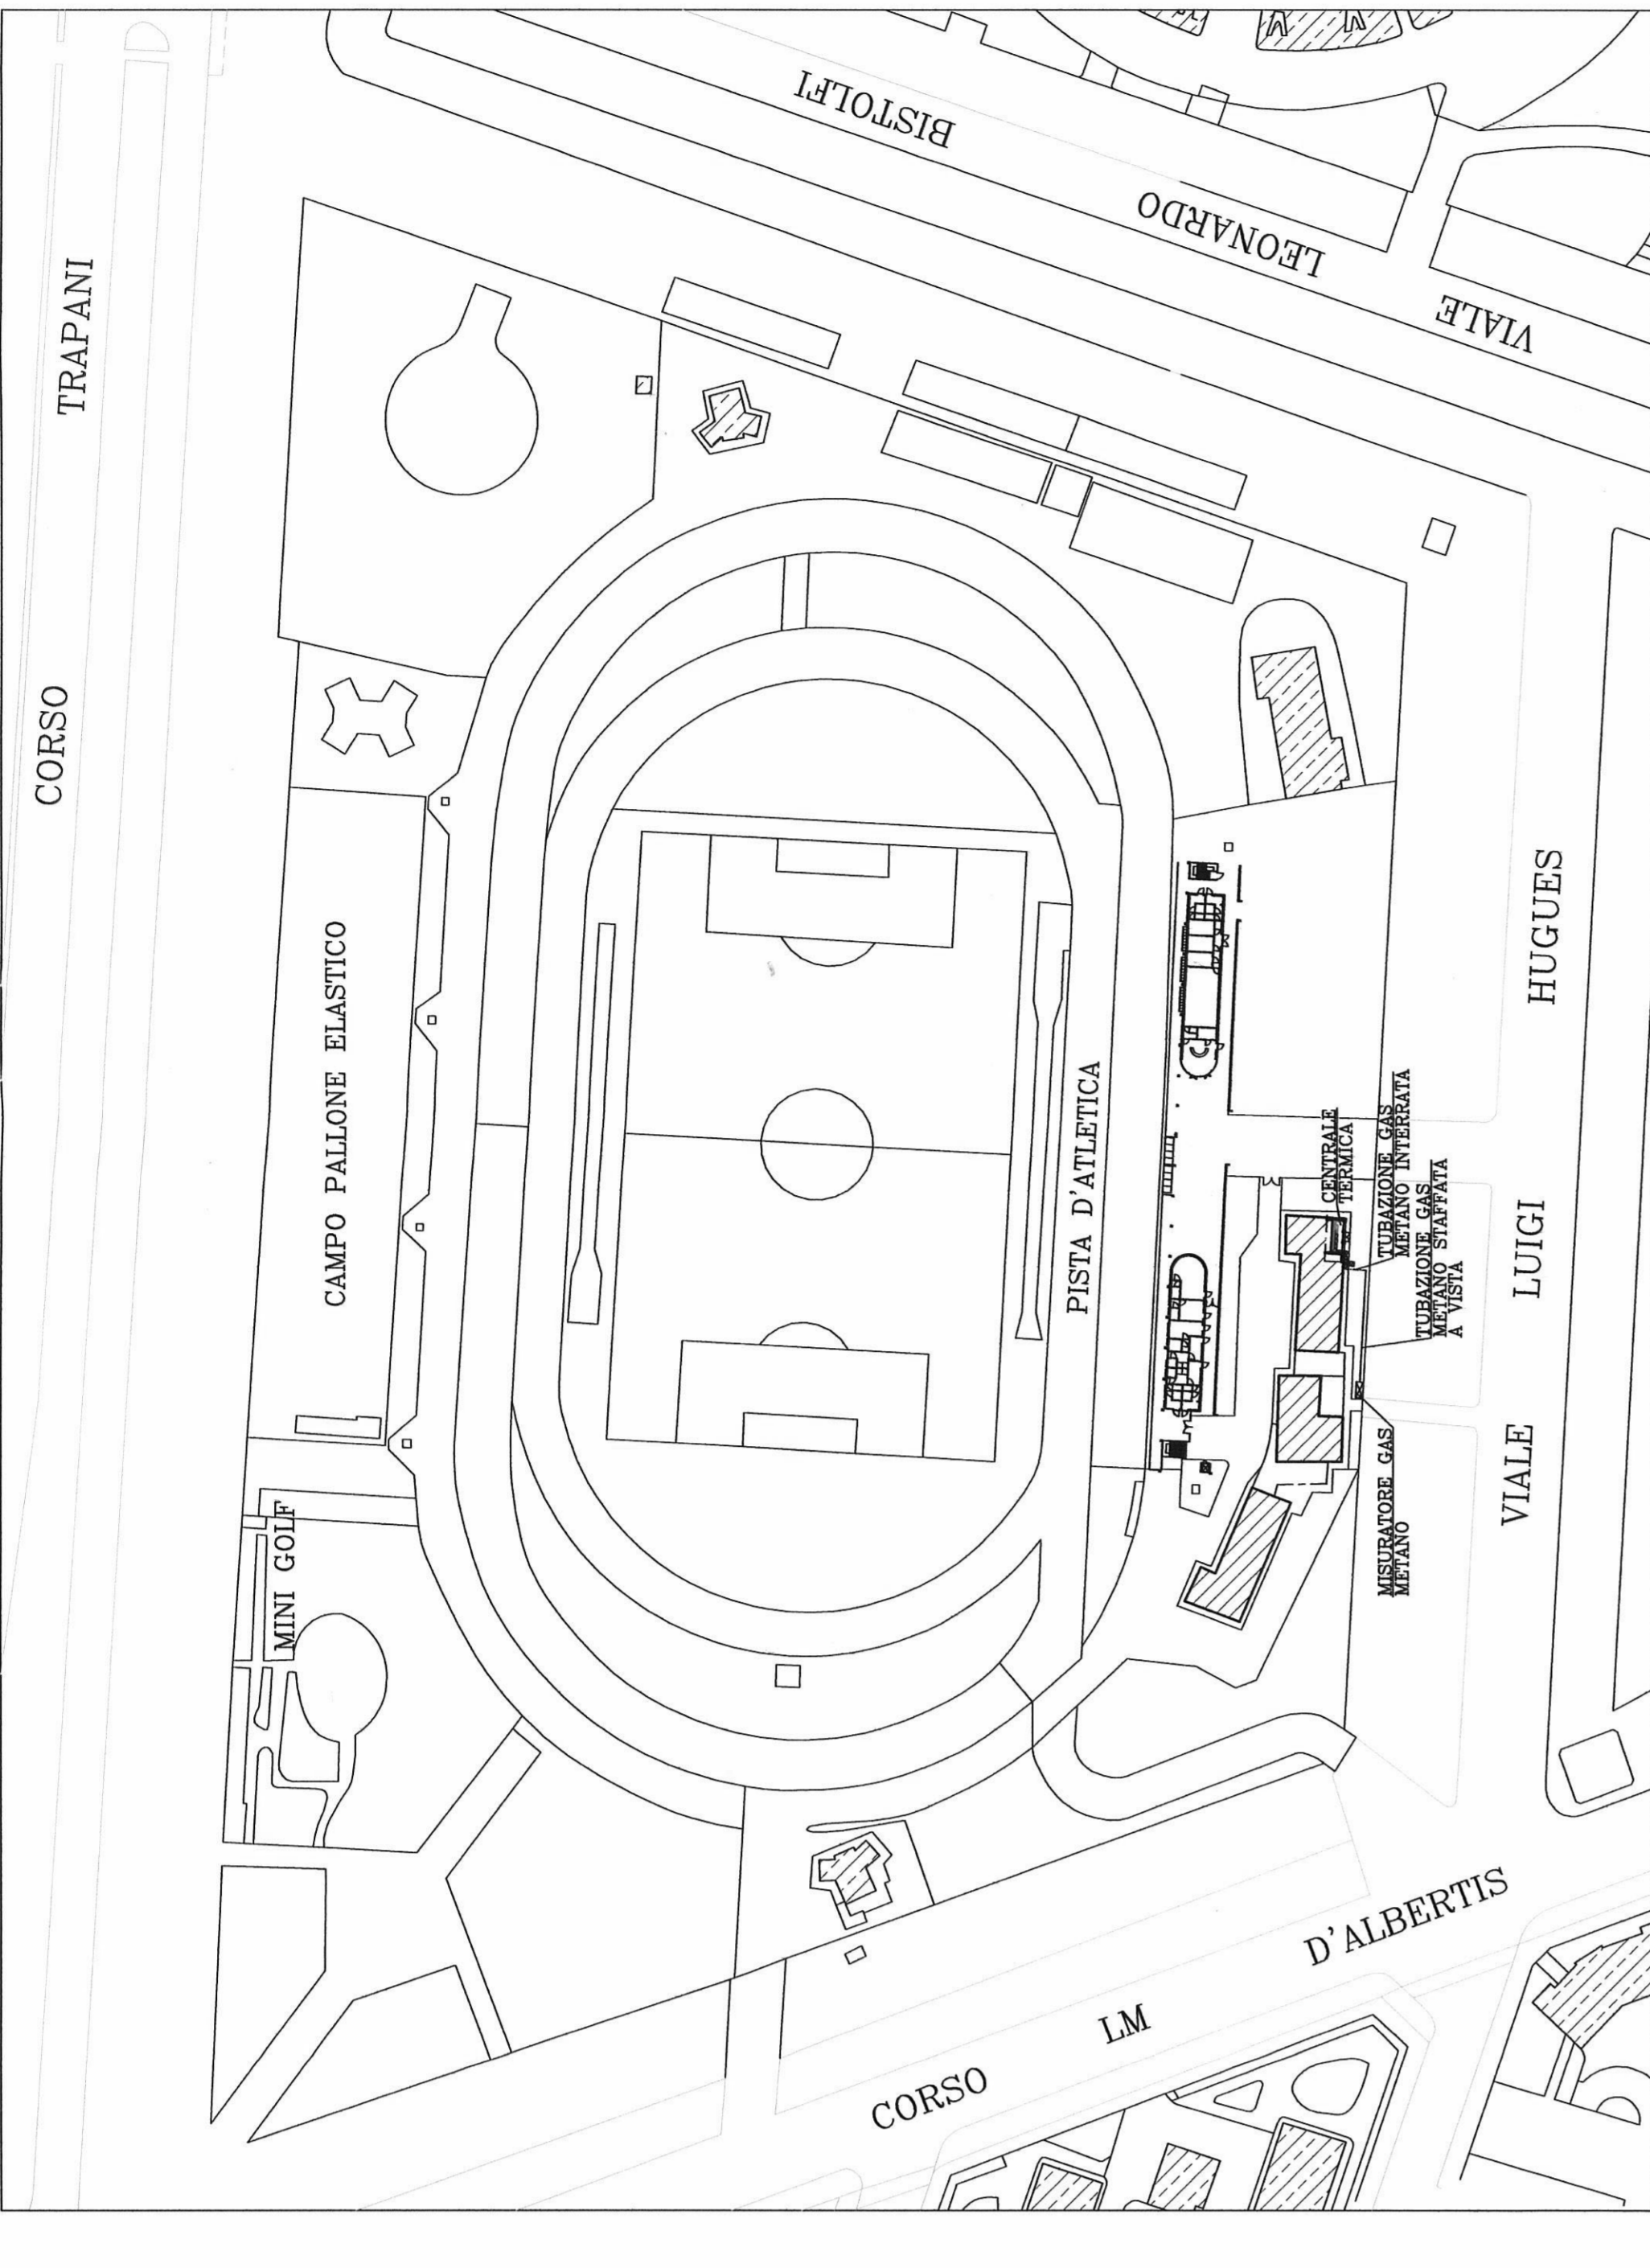 BISTOLFI
LEONARDO
VIALE
TRAPANI
CORSO
CAMPO PALLONE ELASTICO
MINI GOLF
PISTA D'ATLETICA
CENTRALE
TERMICA
TUBAZIONE GAS
METANO INTERRATA
TUBAZIONE GAS
METANO STAFFATA
A VISTA
MISURATORE GAS
METANO
HUGUES
LUIGI
VIALE
CORSO
LM
D'ALBERTIS